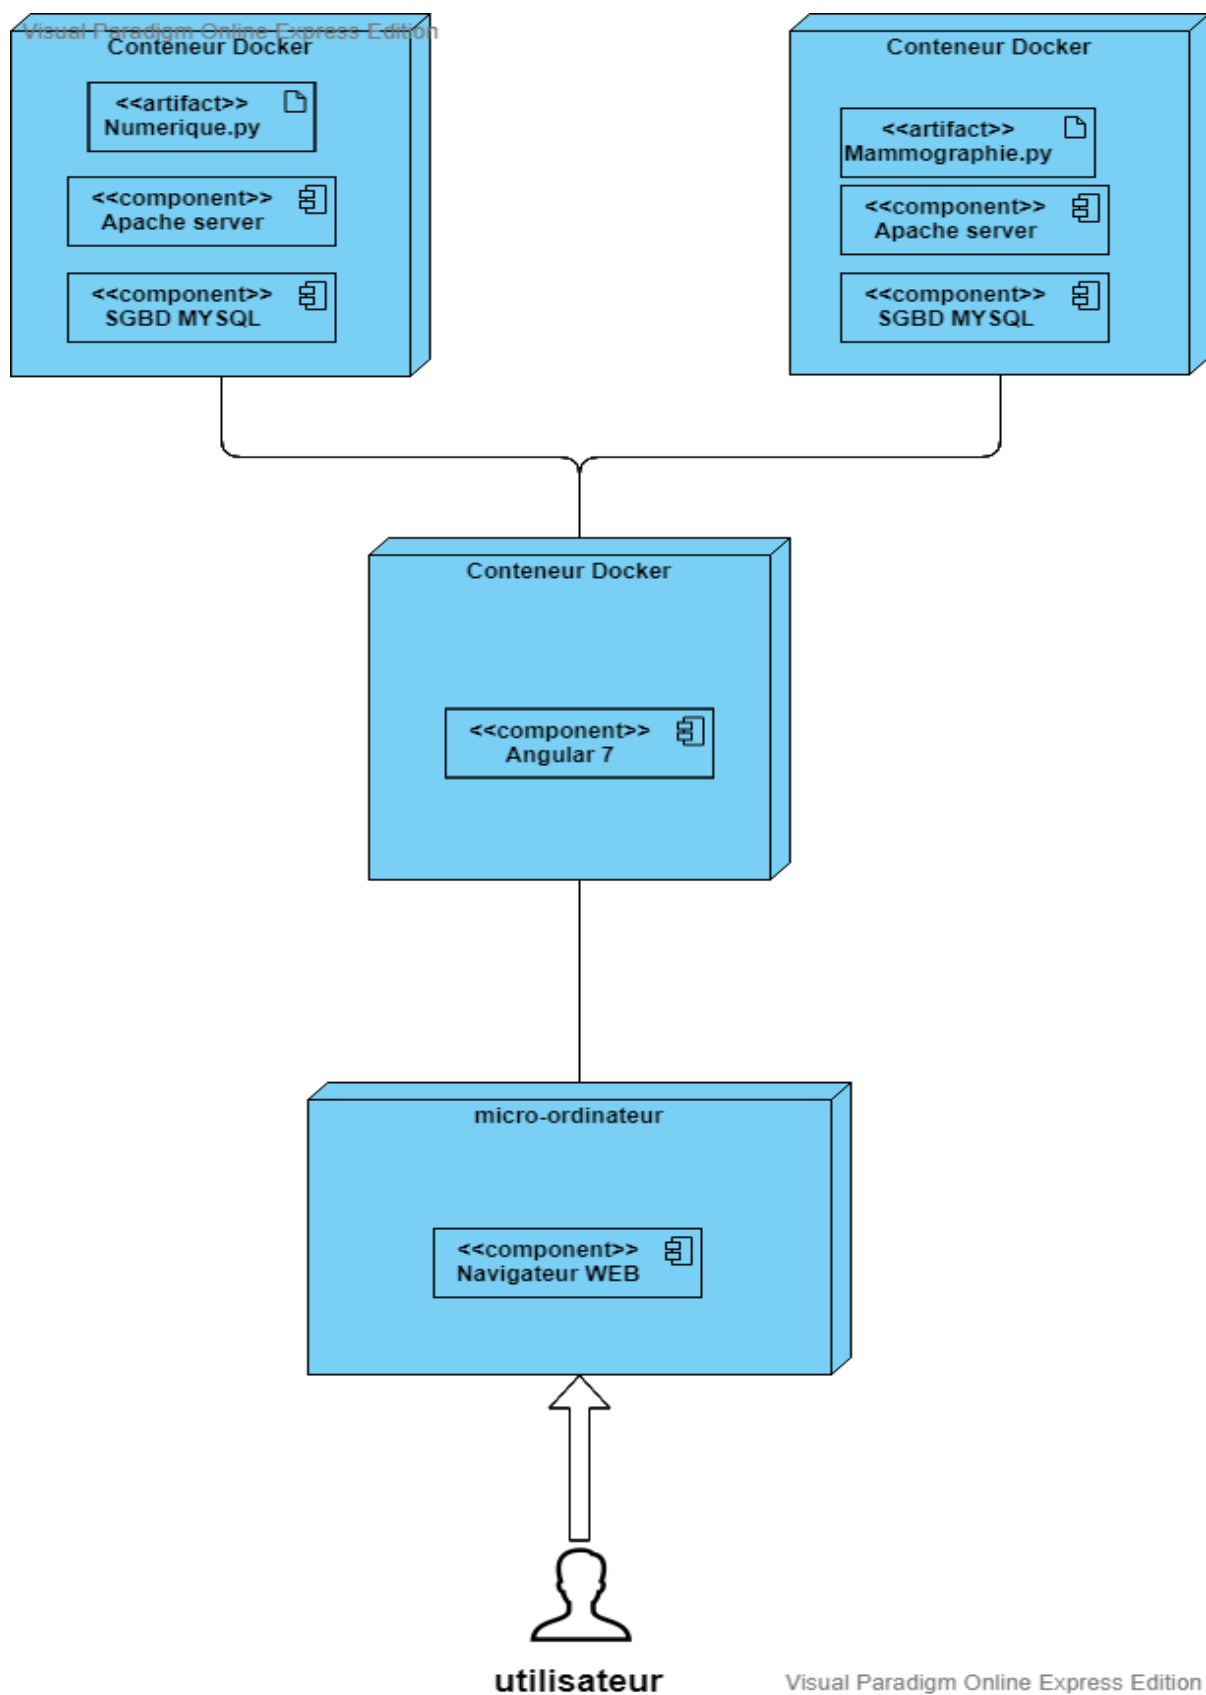 Visual Paradigm Online Express Edition
Conteneur Docker
<<artifact>>
Numerique.py
<<component>>
Apache server
<<component>>
SGBD MYSQL
Conteneur Docker
<<artifact>>
Mammographie.py
<<component>>
Apache server
<<component>>
SGBD MYSQL
Conteneur Docker
<<component>>
Angular 7
micro-ordinateur
<<component>>
Navigateur WEB
utilisateur
Visual Paradigm Online Express Edition